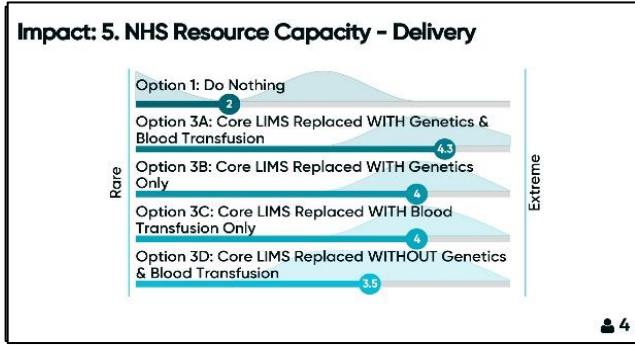 Impact: 5. NHS Resource Capacity - Delivery
Option 1: Do Nothing
2
Option 3A: Core LIMS Replaced WITH Genetics &
Blood Transfusion
4.3
Option 3B: Core LIMS Replaced WITH Genetics
Only
4
Option 3C: Core LIMS Replaced WITH Blood
Transfusion Only
4
Option 3D: Core LIMS Replaced WITHOUT Genetics
& Blood Transfusion
3.5
Rare
Extreme
4